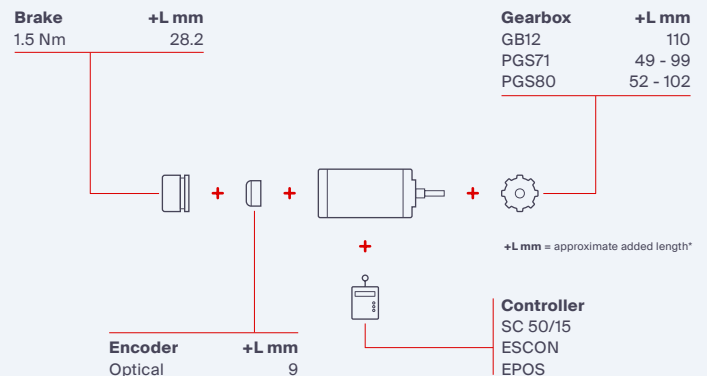 Brake +L mm
1.5 Nm 28.2
Gearbox +L mm
GB12 110
PGS71 49 - 99
PGS80 52 - 102
+L mm = approximate added length*
Encoder +L mm
Optical 9
Controller
SC 50/15
ESCON
EPOS